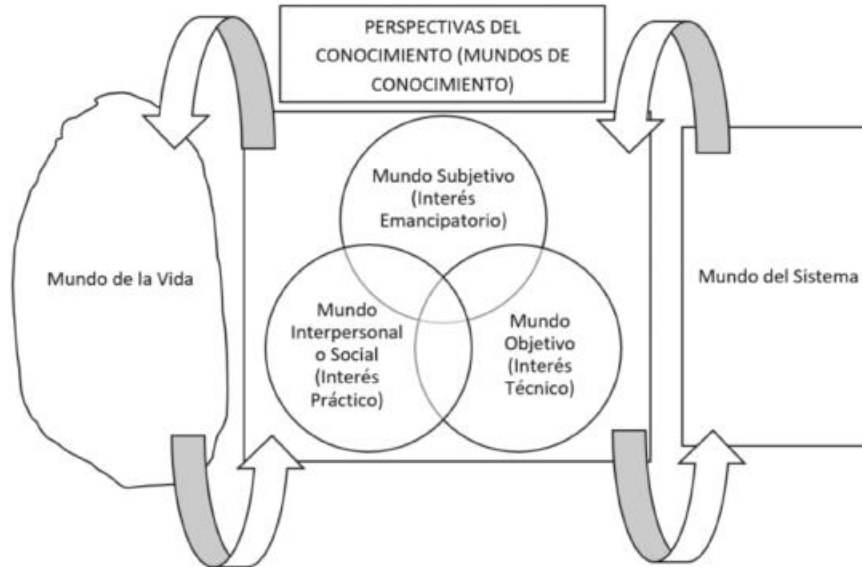 PERSPECTIVAS DEL
CONOCIMIENTO (MUNDOS DE
CONOCIMIENTO)
Mundo Subjetivo
(Interés
Emancipatorio)
Mundo de la Vida
Mundo
Interpersonal
o Social
(Interés
Práctico)
Mundo
Objetivo
(Interés
Técnico)
Mundo del Sistema